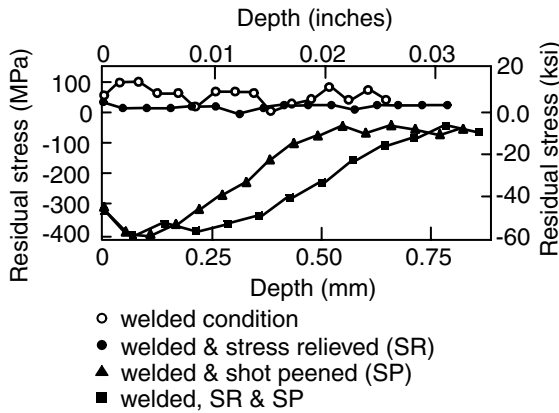 Depth (inches)
0 0.01 0.02 0.03
Residual stress (MPa)
100
0
-100
-200
-300
-400
20
0.0
-20
-40
-60
Residual stress (ksi)
0 0.25 0.50 0.75
Depth (mm)
welded condition
welded & stress relieved (SR)
welded & shot peened (SP)
welded, SR & SP